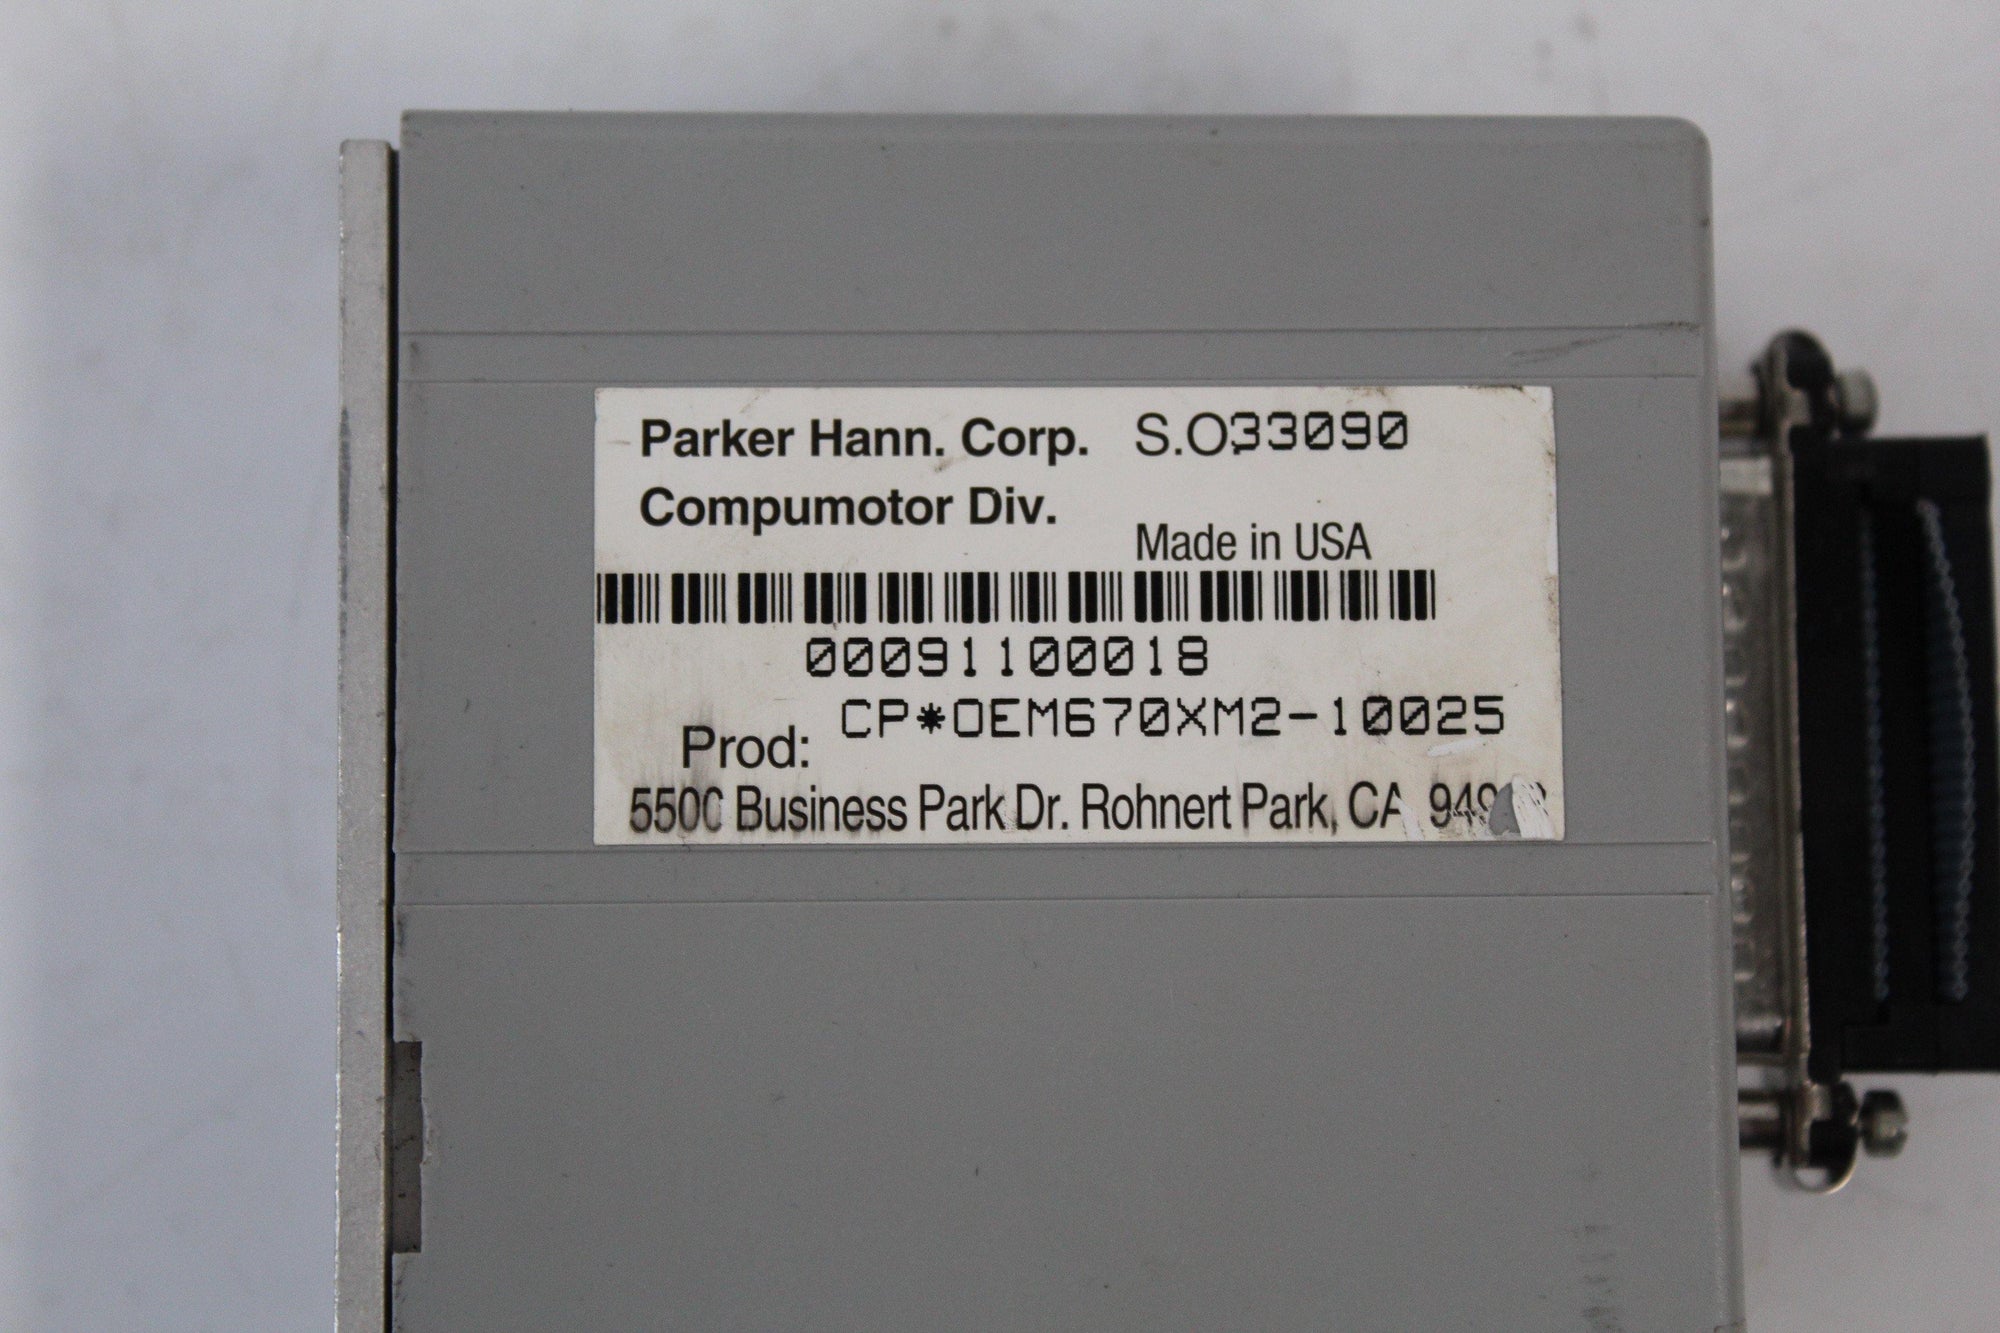 Parker Hann. Corp. S.O.33090
Compumotor Div.
Made in USA
00091100018
Prod: CP*OEM670XM2-10025
5500 Business Park Dr. Rohnert Park, CA